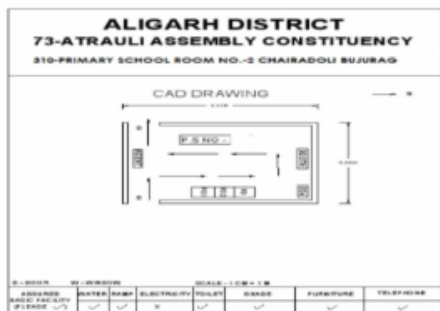 ALIGARH DISTRICT
73-ATRAULI ASSEMBLY CONSTITUENCY
310-PRIMARY SCHOOL ROOM NO.-2 CHAIRADOLI BUJURAG
CAD DRAWING
N
P.S NO -
D-DOOR W-WINDOW SCALE-1 CM = 1 M
ASSURED BASIC FACILITY (PLEASE ✓) WATER RAMP ELECTRICITY TOILET SHADE FURNITURE TELEPHONE
✓ ✓ × ✓ ✓ ✓ ✓